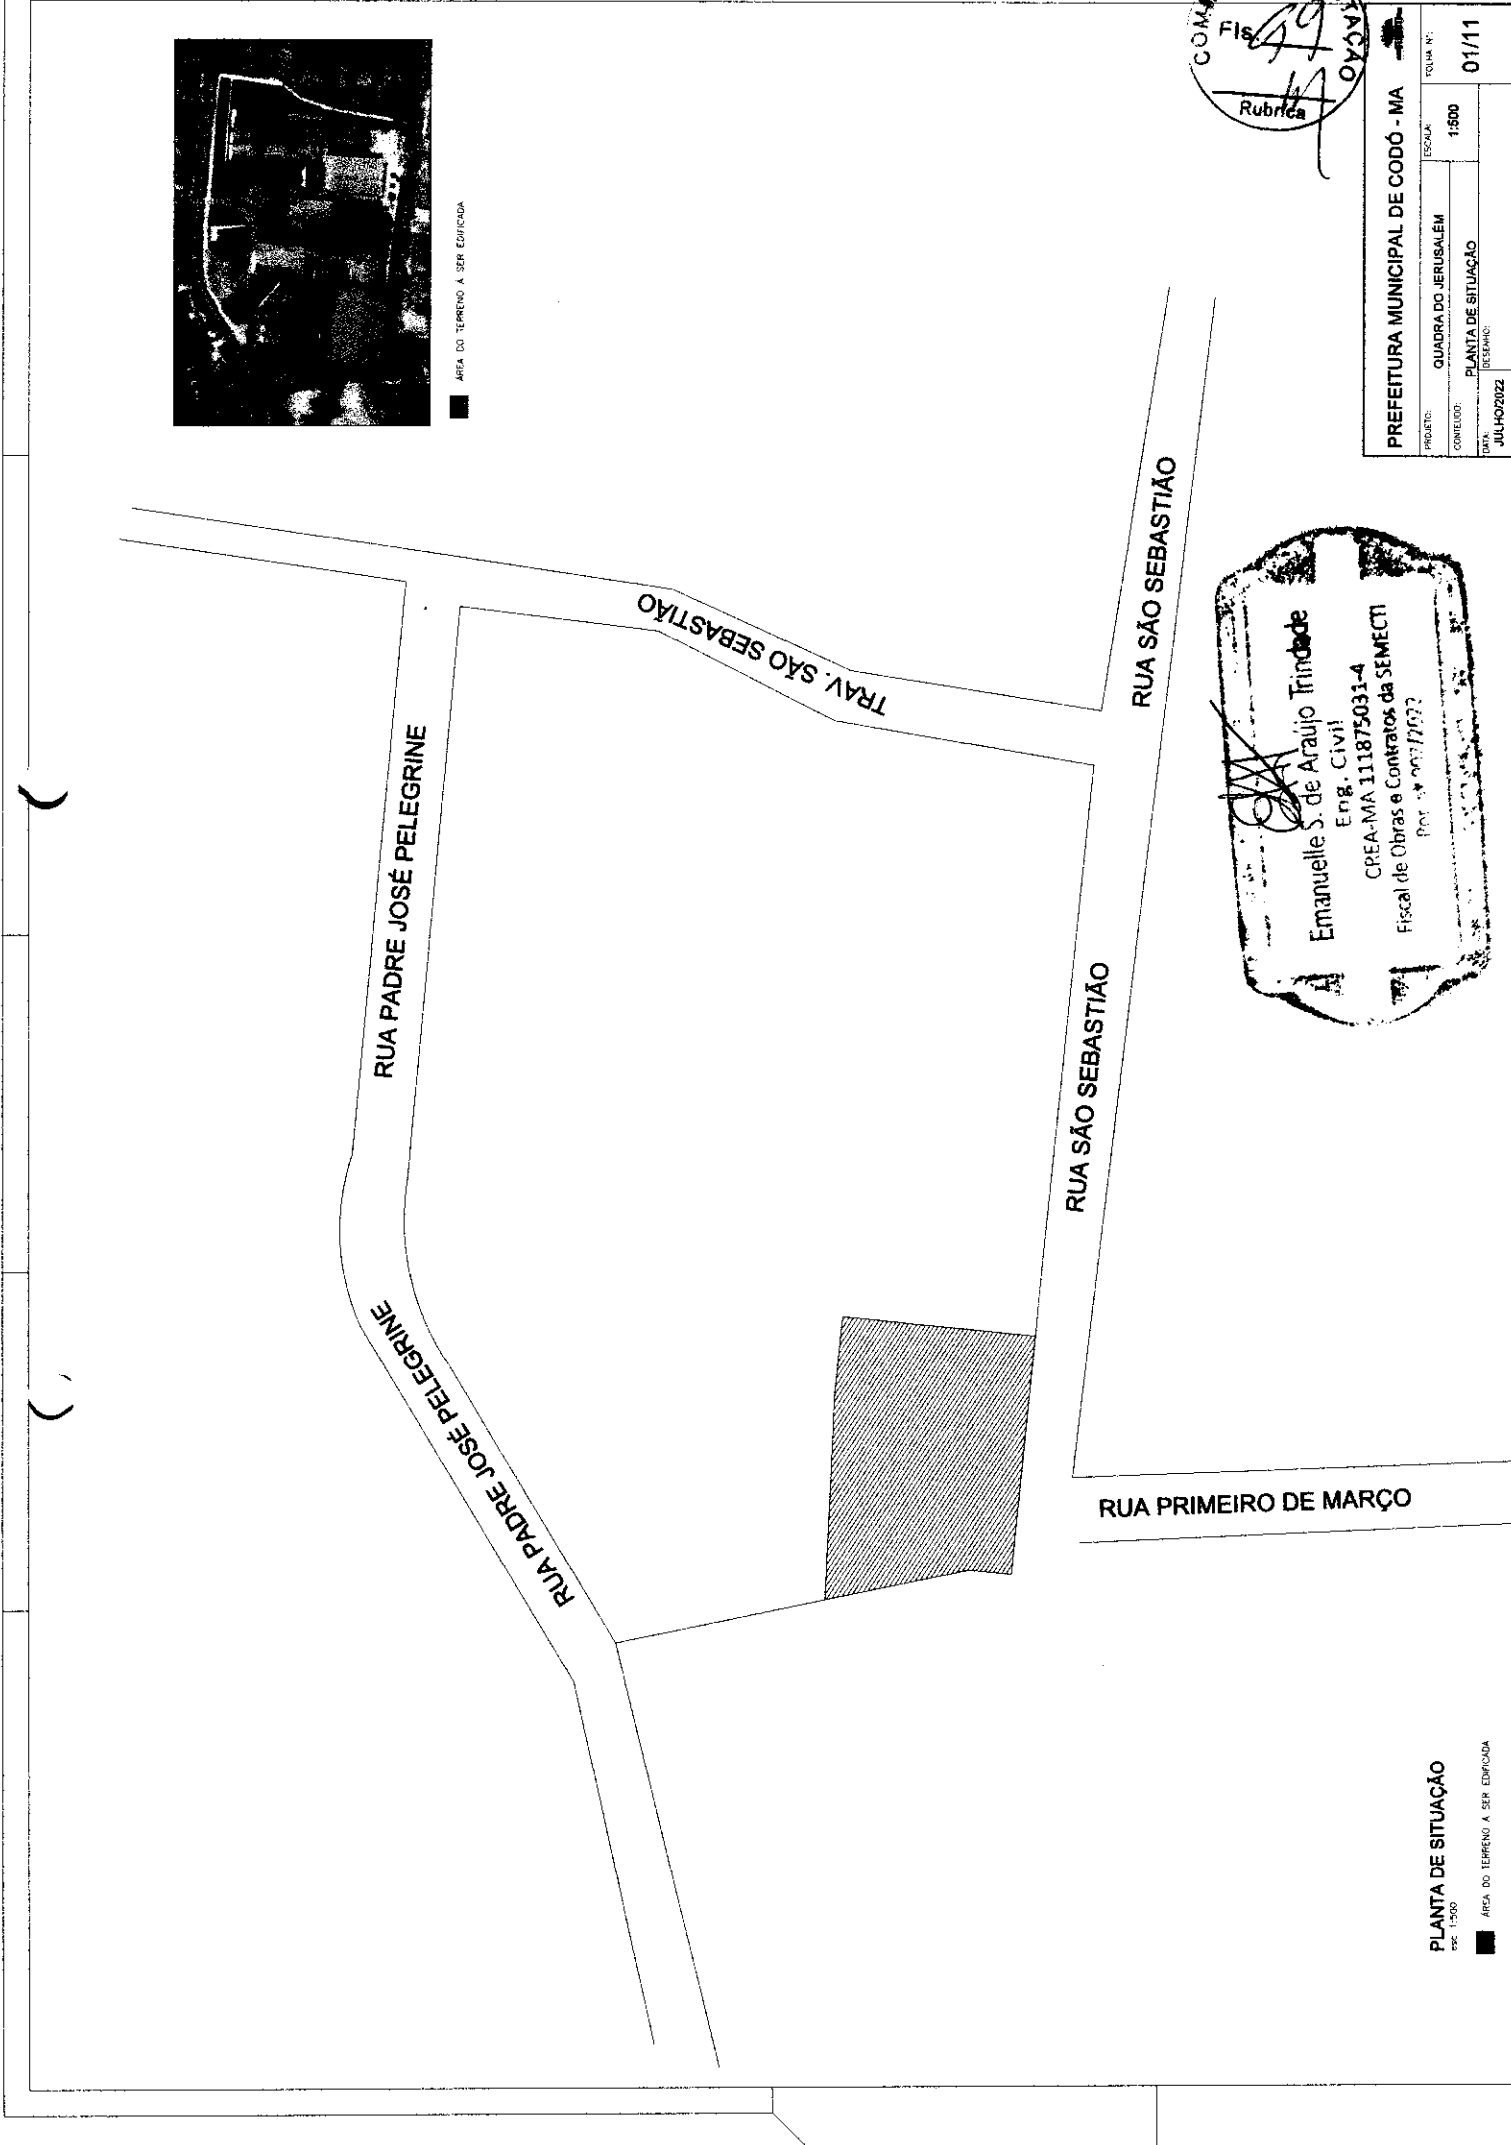 ÁREA DO TERRENO A SER EDIFICADA
RUA PADRE JOSÉ PELEGRINE
RUA PADRE JOSÉ PELEGRINE
TRAV. SÃO SEBASTIÃO
RUA SÃO SEBASTIÃO
RUA SÃO SEBASTIÃO
RUA PRIMEIRO DE MARÇO
PLANTA DE SITUAÇÃO
esc 1:500
ÁREA DO TERRENO A SER EDIFICADA
Emanuelle S. de Araújo Trindade
Eng. Civil
CREA-MA 111875031-4
Fiscal de Obras e Contratos da SEMECTI
Fls
Rubrica
PREFEITURA MUNICIPAL DE CODÓ - MA
PROJETO:
QUADRA DO JERUSALÉM
ESCALA:
1:500
FOLHA Nº:
01/11
CONTEÚDO:
PLANTA DE SITUAÇÃO
DATA:
JULHO/2022
DESENHO: